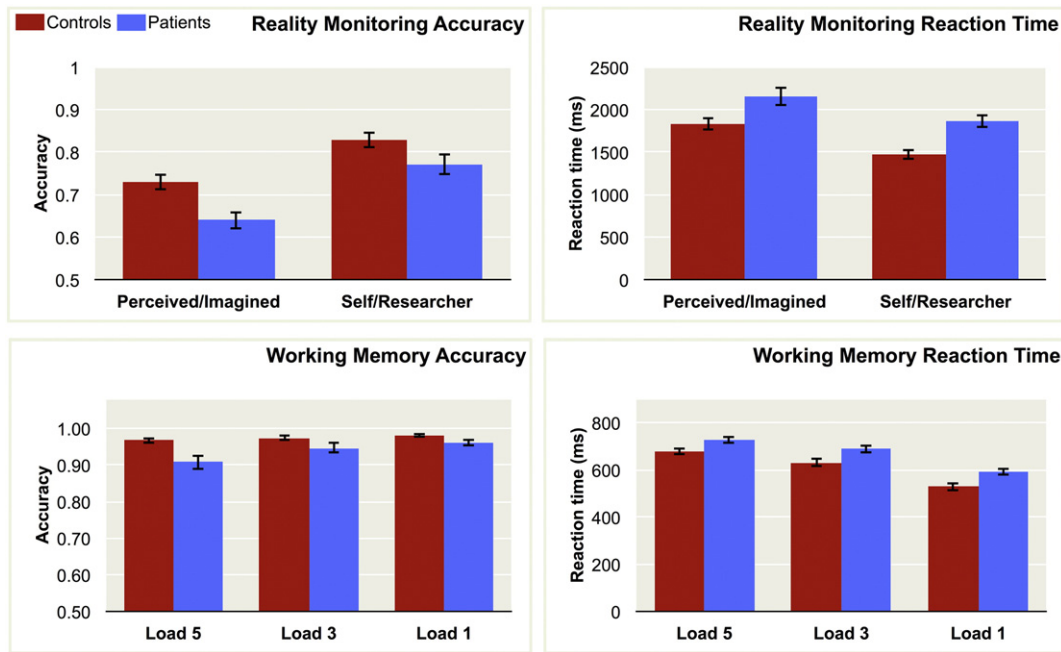 Controls Patients Reality Monitoring Accuracy
1
0.9
0.8
0.7
0.6
0.5
Accuracy
Perceived/Imagined Self/Researcher
Reality Monitoring Reaction Time
2500
2000
1500
1000
500
0
Reaction time (ms)
Perceived/Imagined Self/Researcher
Working Memory Accuracy
1.00
0.90
0.80
0.70
0.60
0.50
Accuracy
Load 5 Load 3 Load 1
Working Memory Reaction Time
800
600
400
200
0
Reaction time (ms)
Load 5 Load 3 Load 1